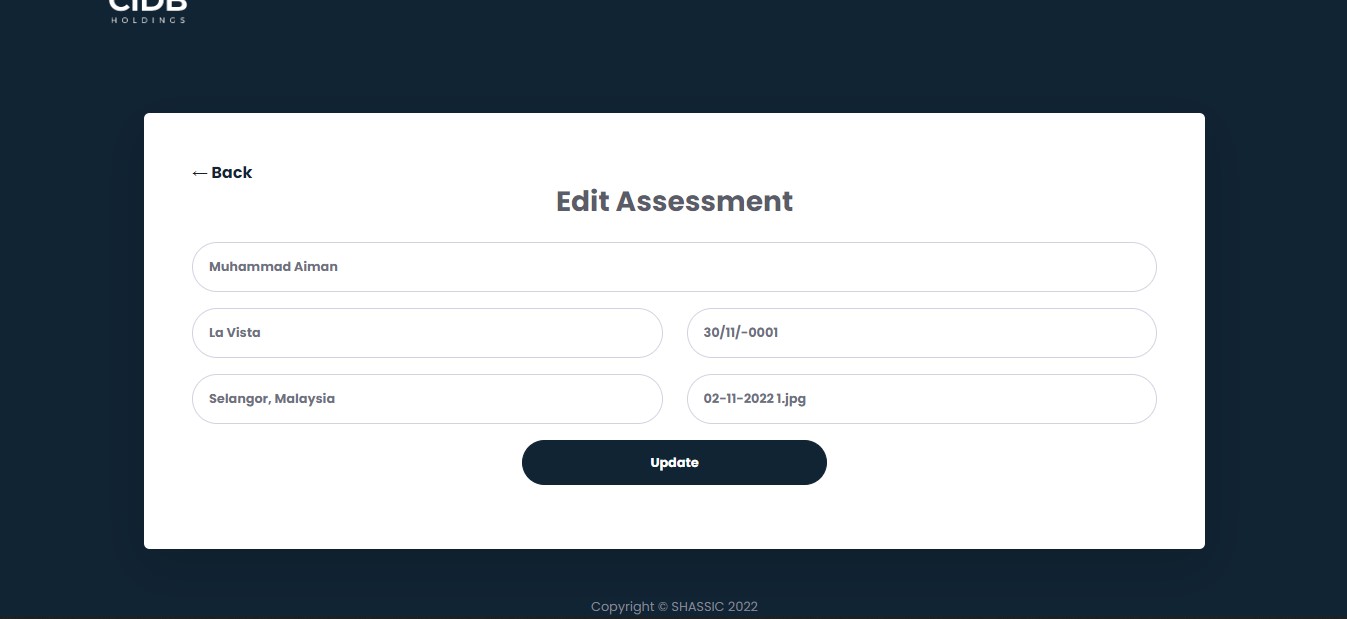 CIDB
HOLDINGS
← Back
Edit Assessment
Muhammad Aiman
La Vista
30/11/-0001
Selangor, Malaysia
02-11-2022 1.jpg
Update
Copyright © SHASSIC 2022